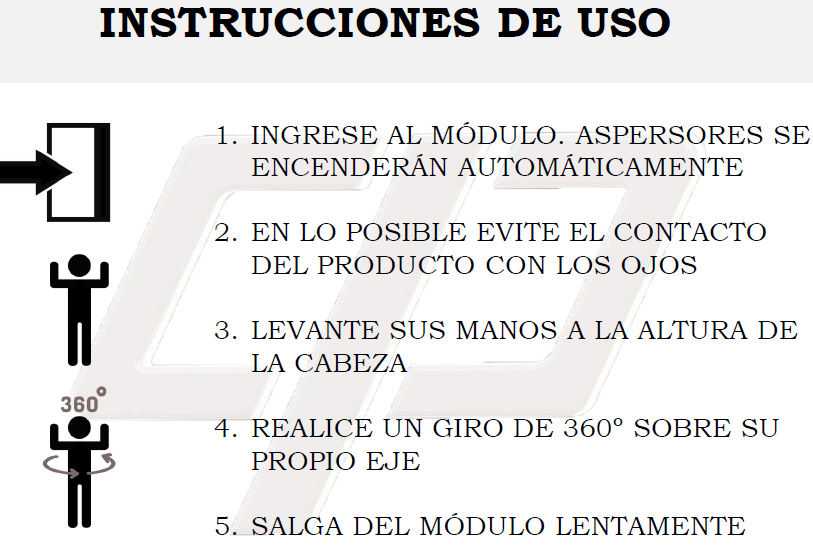 INSTRUCCIONES DE USO
1. INGRESE AL MÓDULO. ASPERSORES SE
ENCENDERÁN AUTOMÁTICAMENTE
2. EN LO POSIBLE EVITE EL CONTACTO
DEL PRODUCTO CON LOS OJOS
3. LEVANTE SUS MANOS A LA ALTURA DE
LA CABEZA
360°
4. REALICE UN GIRO DE 360° SOBRE SU
PROPIO EJE
5. SALGA DEL MÓDULO LENTAMENTE